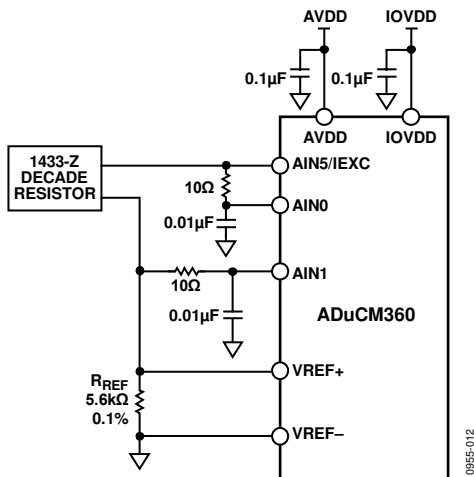 AVDD
IOVDD
0.1µF
0.1µF
AVDD
IOVDD
1433-Z
DECADE
RESISTOR
AIN5/IEXC
10Ω
AIN0
0.01µF
AIN1
10Ω
0.01µF
ADuCM360
VREF+
RREF
5.6kΩ
0.1%
VREF–
0955-012